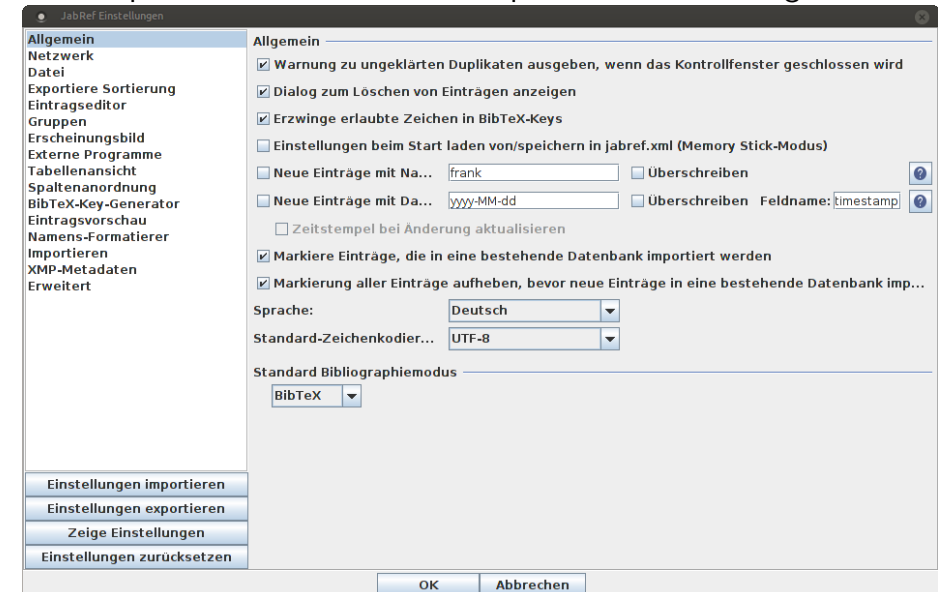 JabRef Einstellungen
Allgemein
Netzwerk
Datei
Exportiere Sortierung
Eintragseditor
Gruppen
Erscheinungsbild
Externe Programme
Tabellenansicht
Spaltenanordnung
BibTeX-Key-Generator
Eintragsvorschau
Namens-Formatierer
Importieren
XMP-Metadaten
Erweitert
Einstellungen importieren
Einstellungen exportieren
Zeige Einstellungen
Einstellungen zurücksetzen
Allgemein
Warnung zu ungeklärten Duplikaten ausgeben, wenn das Kontrollfenster geschlossen wird
Dialog zum Löschen von Einträgen anzeigen
Erzwinge erlaubte Zeichen in BibTeX-Keys
Einstellungen beim Start laden von/speichern in jabref.xml (Memory Stick-Modus)
Neue Einträge mit Na... frank Überschreiben ?
Neue Einträge mit Da... yyyy-MM-dd Überschreiben Feldname: timestamp ?
Zeitstempel bei Änderung aktualisieren
Markiere Einträge, die in eine bestehende Datenbank importiert werden
Markierung aller Einträge aufheben, bevor neue Einträge in eine bestehende Datenbank imp...
Sprache: Deutsch
Standard-Zeichenkodier... UTF-8
Standard Bibliographiemodus
BibTeX
OK Abbrechen